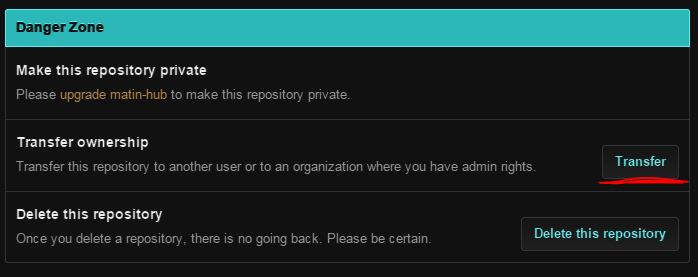 Danger Zone
Make this repository private
Please upgrade matin-hub to make this repository private.
Transfer ownership
Transfer this repository to another user or to an organization where you have admin rights.
Transfer
Delete this repository
Once you delete a repository, there is no going back. Please be certain.
Delete this repository